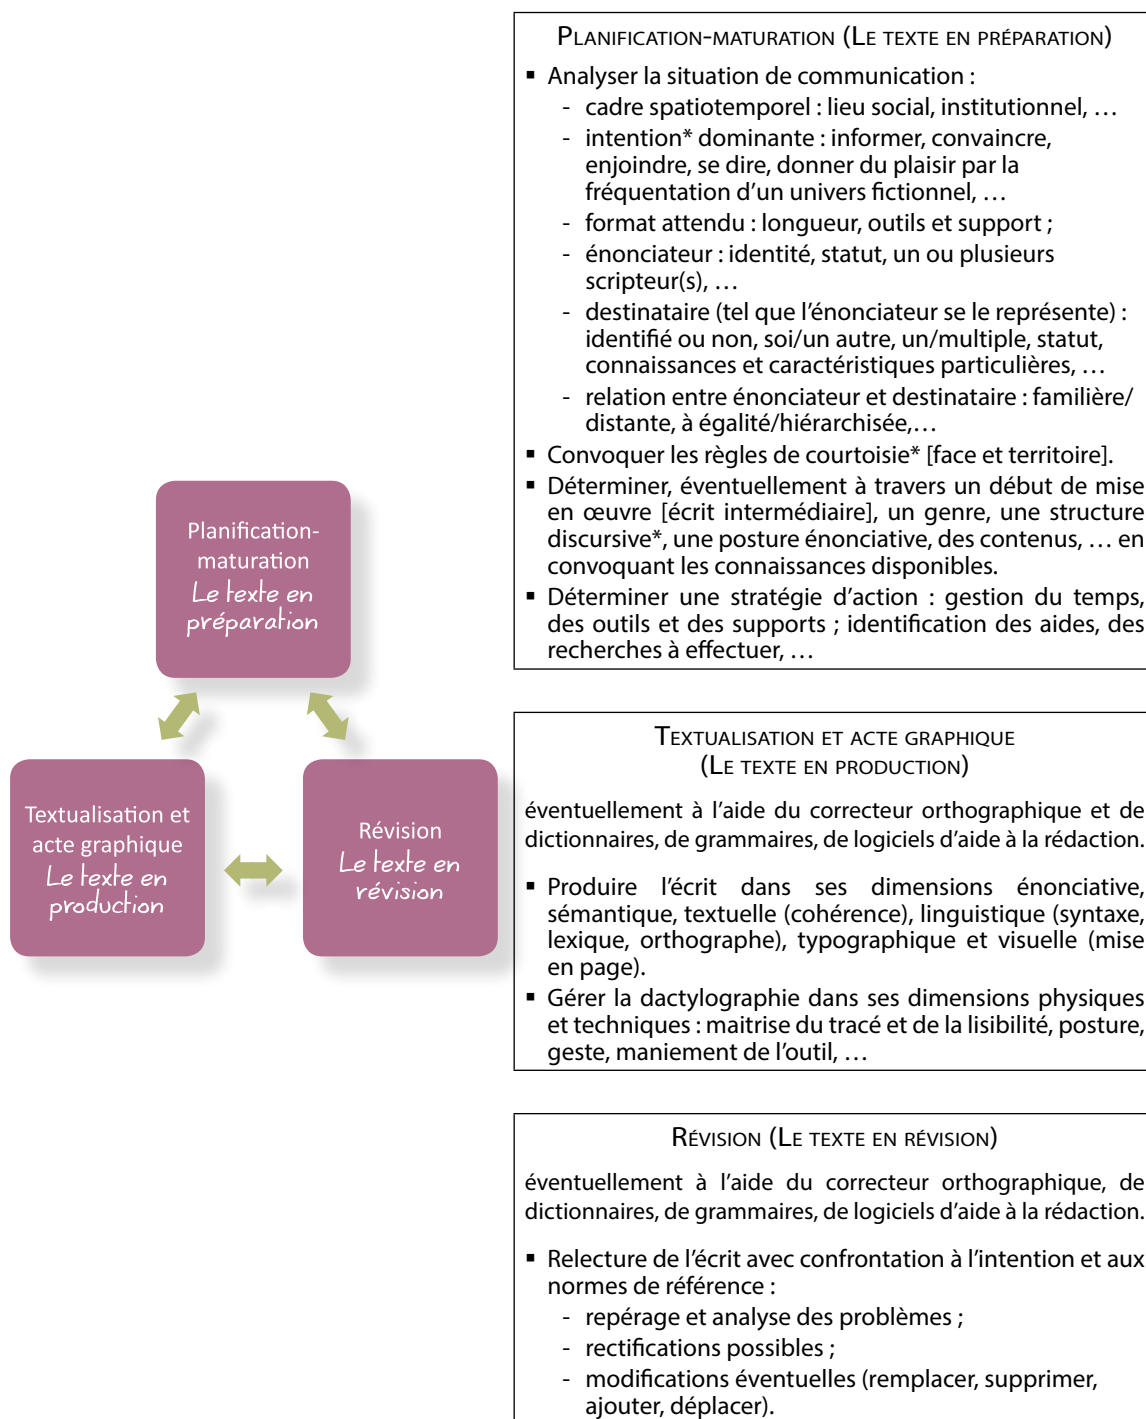 PLANIFICATION-MATURATION (LE TEXTE EN PRÉPARATION)
▪ Analyser la situation de communication :
- cadre spatiotemporel : lieu social, institutionnel, …
- intention* dominante : informer, convaincre,
enjoindre, se dire, donner du plaisir par la
fréquentation d’un univers fictionnel, …
- format attendu : longueur, outils et support ;
- énonciateur : identité, statut, un ou plusieurs
scripteur(s), …
- destinataire (tel que l’énonciateur se le représente) :
identifié ou non, soi/un autre, un/multiple, statut,
connaissances et caractéristiques particulières, …
- relation entre énonciateur et destinataire : familière/
distante, à égalité/hiérarchisée,…
▪ Convoquer les règles de courtoisie* [face et territoire].
▪ Déterminer, éventuellement à travers un début de mise
en œuvre [écrit intermédiaire], un genre, une structure
discursive*, une posture énonciative, des contenus, … en
convoquant les connaissances disponibles.
▪ Déterminer une stratégie d’action : gestion du temps,
des outils et des supports ; identification des aides, des
recherches à effectuer, …
Planification-
maturation
Le texte en
préparation
Textualisation et
acte graphique
Le texte en
production
Révision
Le texte en
révision
TEXTUALISATION ET ACTE GRAPHIQUE
(LE TEXTE EN PRODUCTION)
éventuellement à l’aide du correcteur orthographique et de
dictionnaires, de grammaires, de logiciels d’aide à la rédaction.
▪ Produire l’écrit dans ses dimensions énonciative,
sémantique, textuelle (cohérence), linguistique (syntaxe,
lexique, orthographe), typographique et visuelle (mise
en page).
▪ Gérer la dactylographie dans ses dimensions physiques
et techniques : maitrise du tracé et de la lisibilité, posture,
geste, maniement de l’outil, …
RÉVISION (LE TEXTE EN RÉVISION)
éventuellement à l’aide du correcteur orthographique, de
dictionnaires, de grammaires, de logiciels d’aide à la rédaction.
▪ Relecture de l’écrit avec confrontation à l’intention et aux
normes de référence :
- repérage et analyse des problèmes ;
- rectifications possibles ;
- modifications éventuelles (remplacer, supprimer,
ajouter, déplacer).